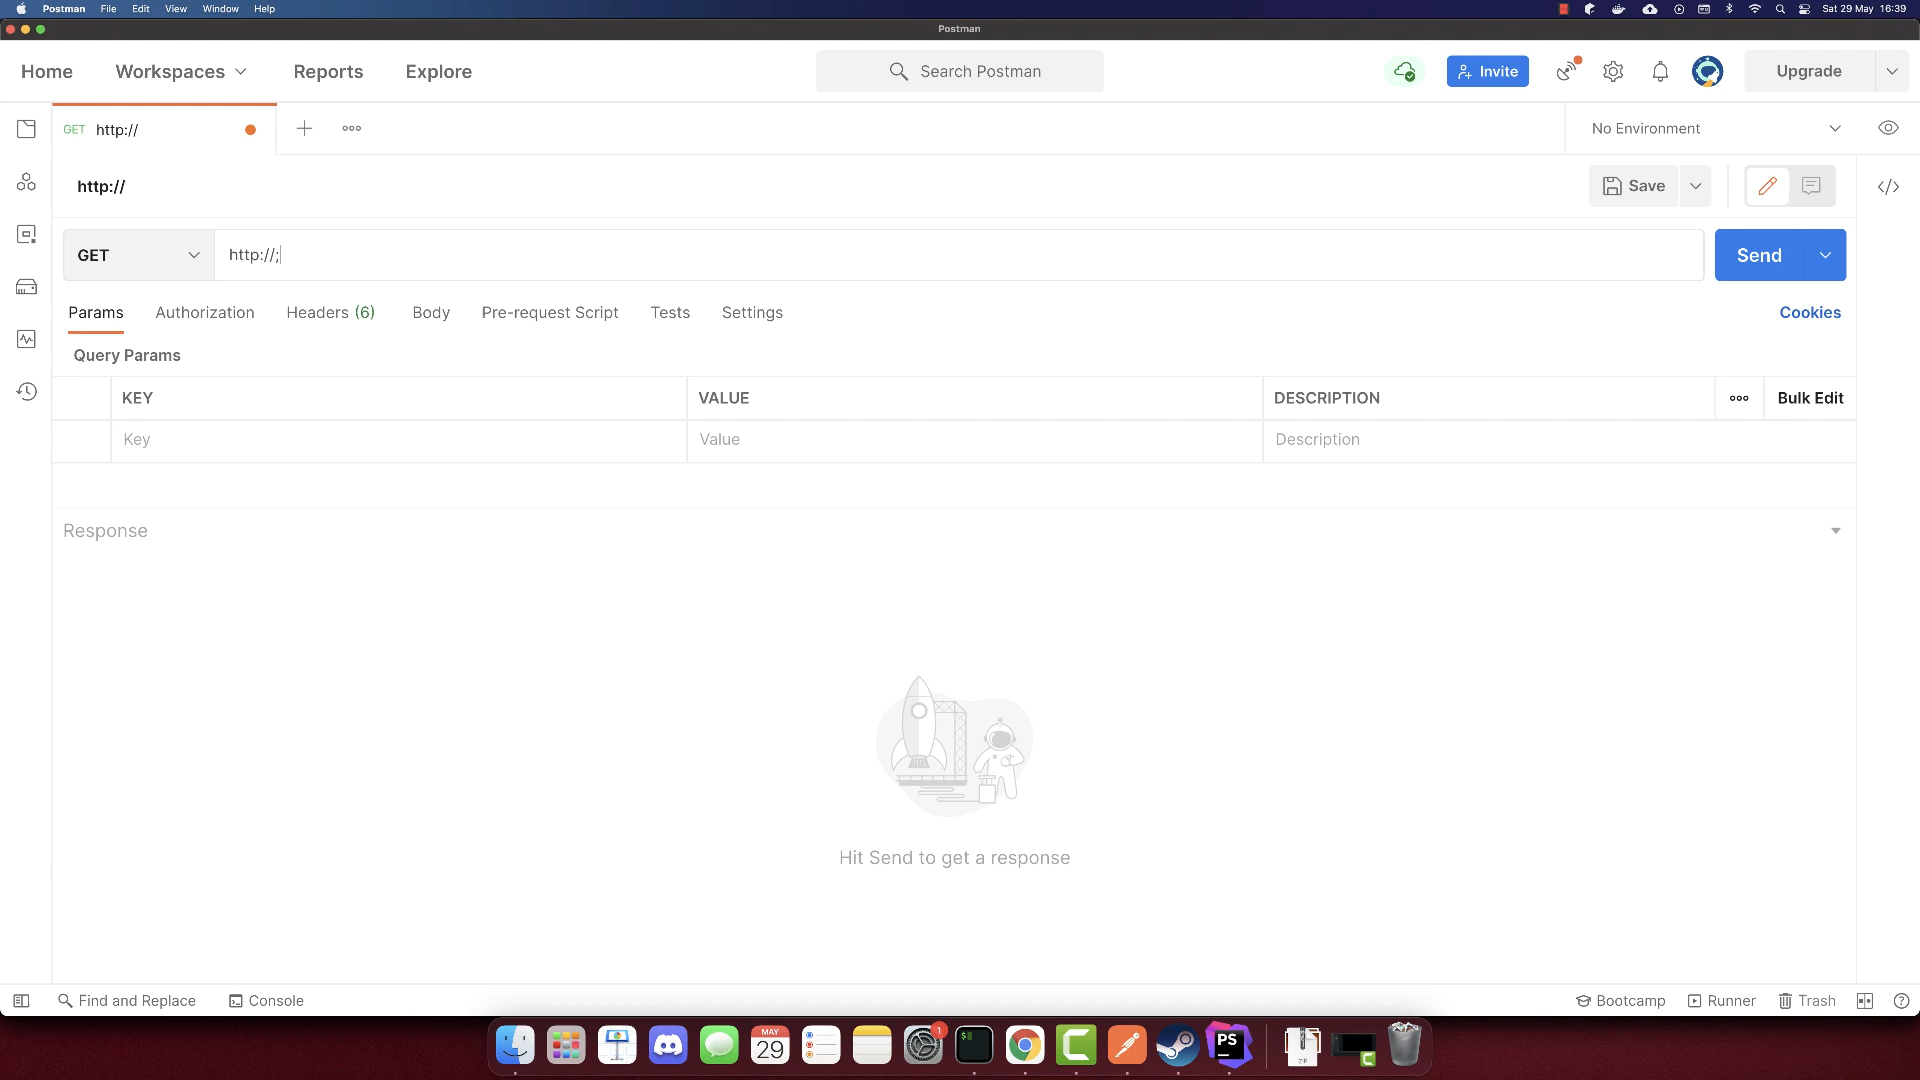 Postman File Edit View Window Help Sat 29 May 16:39
Postman
Home Workspaces Reports Explore Search Postman Invite Upgrade
GET http:// No Environment
http:// Save
GET http://; Send
Params Authorization Headers (6) Body Pre-request Script Tests Settings Cookies
Query Params
KEY VALUE DESCRIPTION Bulk Edit
Key Value Description
Response
Hit Send to get a response
Find and Replace Console Bootcamp Runner Trash
MAY
29
1
$
PS
ZIP